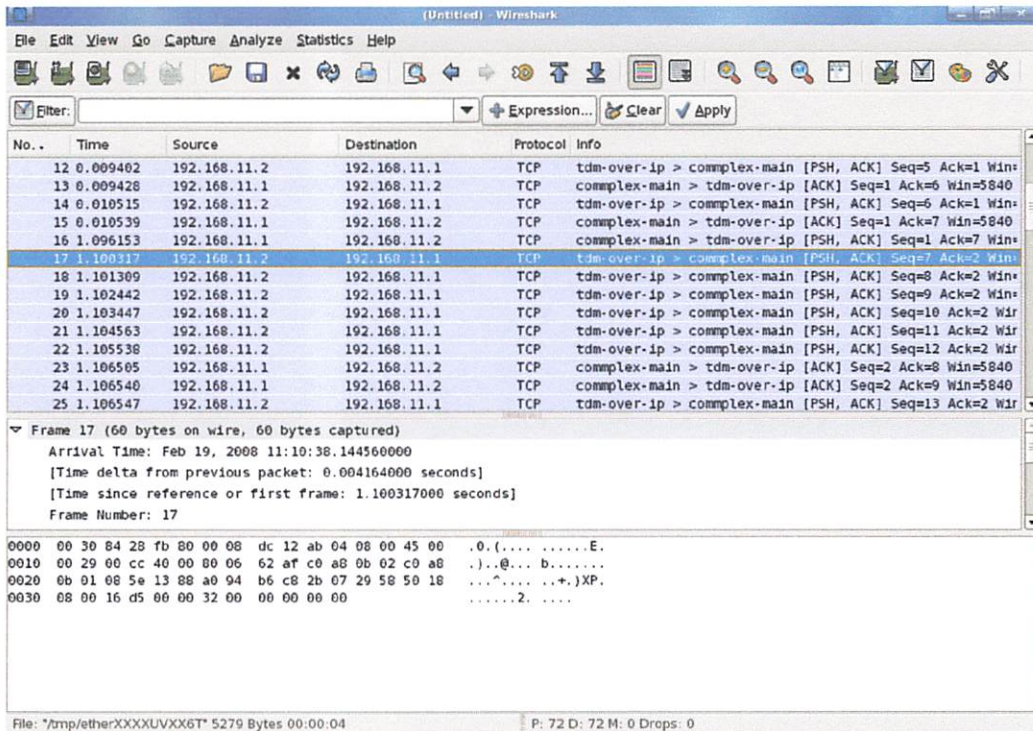 (Untitled) - Wireshark
File Edit View Go Capture Analyze Statistics Help
Filter: Expression... Clear Apply
No.. Time Source Destination Protocol Info
12 0.009402 192.168.11.2 192.168.11.1 TCP tdm-over-ip > commplex-main [PSH, ACK] Seq=5 Ack=1 Win=
13 0.009428 192.168.11.1 192.168.11.2 TCP commplex-main > tdm-over-ip [ACK] Seq=1 Ack=6 Win=5840
14 0.010515 192.168.11.2 192.168.11.1 TCP tdm-over-ip > commplex-main [PSH, ACK] Seq=6 Ack=1 Win=
15 0.010539 192.168.11.1 192.168.11.2 TCP commplex-main > tdm-over-ip [ACK] Seq=1 Ack=7 Win=5840
16 1.096153 192.168.11.1 192.168.11.2 TCP commplex-main > tdm-over-ip [PSH, ACK] Seq=1 Ack=7 Win=
17 1.100317 192.168.11.2 192.168.11.1 TCP tdm-over-ip > commplex-main [PSH, ACK] Seq=7 Ack=2 Win=
18 1.101309 192.168.11.2 192.168.11.1 TCP tdm-over-ip > commplex-main [PSH, ACK] Seq=8 Ack=2 Win=
19 1.102442 192.168.11.2 192.168.11.1 TCP tdm-over-ip > commplex-main [PSH, ACK] Seq=9 Ack=2 Win=
20 1.103447 192.168.11.2 192.168.11.1 TCP tdm-over-ip > commplex-main [PSH, ACK] Seq=10 Ack=2 Wir
21 1.104563 192.168.11.2 192.168.11.1 TCP tdm-over-ip > commplex-main [PSH, ACK] Seq=11 Ack=2 Wir
22 1.105538 192.168.11.2 192.168.11.1 TCP tdm-over-ip > commplex-main [PSH, ACK] Seq=12 Ack=2 Wir
23 1.106505 192.168.11.1 192.168.11.2 TCP commplex-main > tdm-over-ip [ACK] Seq=2 Ack=8 Win=5840
24 1.106540 192.168.11.1 192.168.11.2 TCP commplex-main > tdm-over-ip [ACK] Seq=2 Ack=9 Win=5840
25 1.106547 192.168.11.2 192.168.11.1 TCP tdm-over-ip > commplex-main [PSH, ACK] Seq=13 Ack=2 Wir
Frame 17 (60 bytes on wire, 60 bytes captured)
Arrival Time: Feb 19, 2008 11:10:38.144560000
[Time delta from previous packet: 0.004164000 seconds]
[Time since reference or first frame: 1.100317000 seconds]
Frame Number: 17
0000 00 30 84 28 fb 80 00 08 dc 12 ab 04 08 00 45 00 .0.(.... ......E.
0010 00 29 00 cc 40 00 80 06 62 af c0 a8 0b 02 c0 a8 .)..@... b.......
0020 0b 01 08 5e 13 88 a0 94 b6 c8 2b 07 29 58 50 18 ...^.... ..+.)XP.
0030 08 00 16 d5 00 00 32 00 00 00 00 00 ......2. ....
File: "/tmp/etherXXXXUVXX6T" 5279 Bytes 00:00:04 P: 72 D: 72 M: 0 Drops: 0